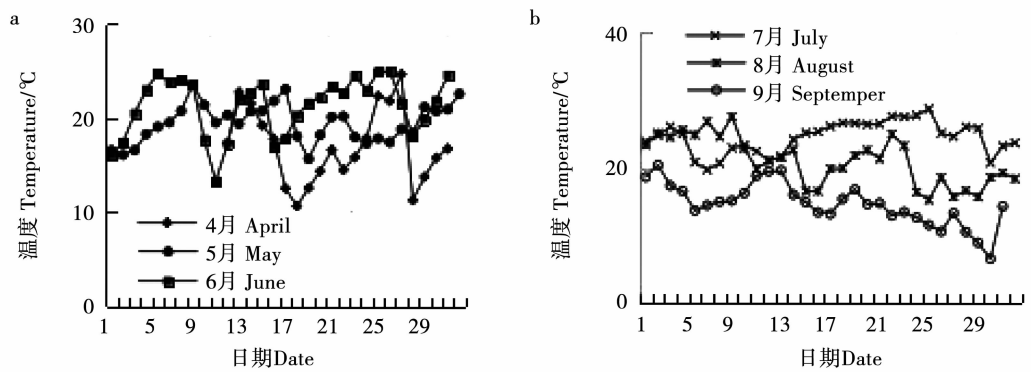 a
30
20
10
0
温度 Temperature/℃
4月 April
5月 May
6月 June
1 5 9 13 17 21 25 29
日期Date
b
40
20
0
温度 Temperature/℃
7月 July
8月 August
9月 Septemper
1 5 9 13 17 21 25 29
日期Date